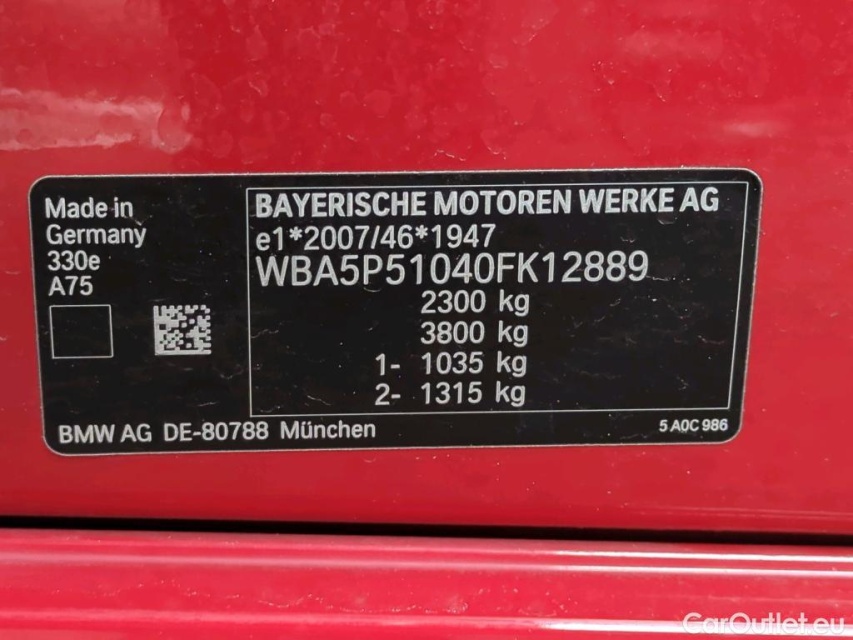 Made in
Germany
330e
A75
BAYERISCHE MOTOREN WERKE AG
e1*2007/46*1947
WBA5P51040FK12889
2300 kg
3800 kg
1- 1035 kg
2- 1315 kg
BMW AG DE-80788 München
5 A0C 986
CarOutlet.eu